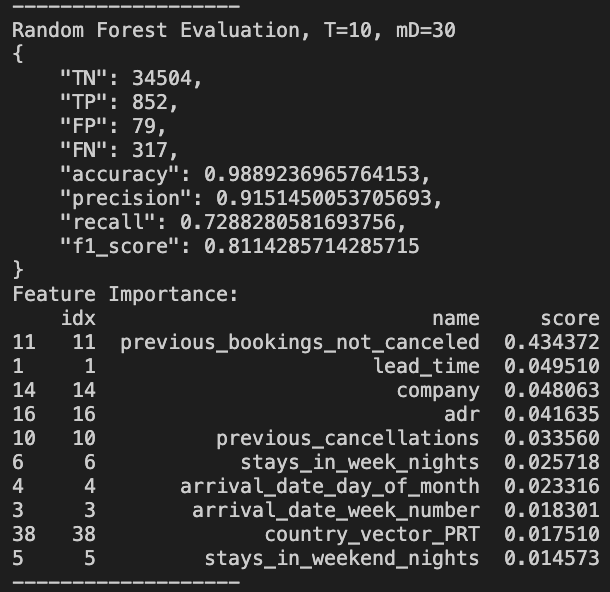 -------------------
Random Forest Evaluation, T=10, mD=30
{
    "TN": 34504,
    "TP": 852,
    "FP": 79,
    "FN": 317,
    "accuracy": 0.9889236965764153,
    "precision": 0.9151450053705693,
    "recall": 0.7288280581693756,
    "f1_score": 0.8114285714285715
}
Feature Importance:
    idx                            name     score
11   11  previous_bookings_not_canceled  0.434372
1     1                       lead_time  0.049510
14   14                         company  0.048063
16   16                             adr  0.041635
10   10          previous_cancellations  0.033560
6     6            stays_in_week_nights  0.025718
4     4       arrival_date_day_of_month  0.023316
3     3        arrival_date_week_number  0.018301
38   38              country_vector_PRT  0.017510
5     5         stays_in_weekend_nights  0.014573
-------------------